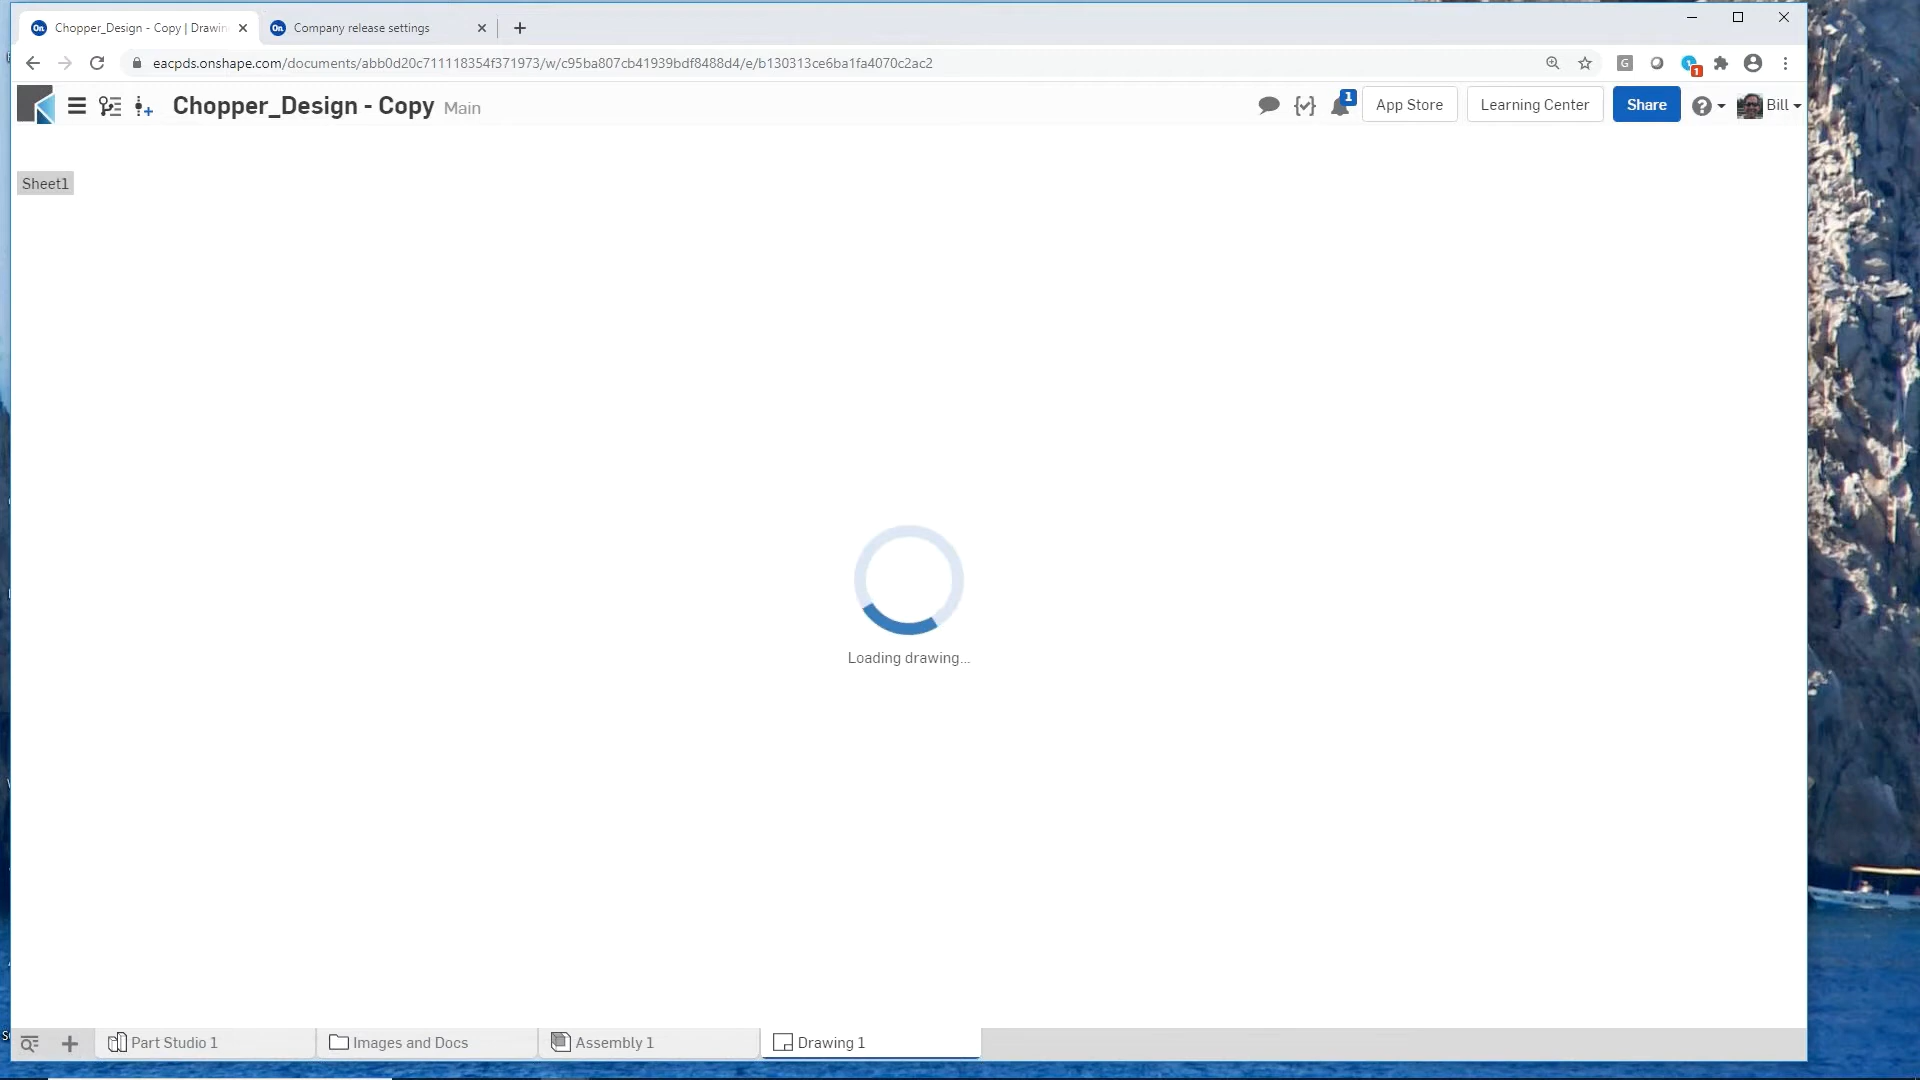 Chopper_Design - Copy | Drawin
Company release settings
eacpds.onshape.com/documents/abb0d20c711118354f371973/w/c95ba807cb41939bdf8488d4/e/b130313ce6ba1fa4070c2ac2
Chopper_Design - Copy Main
1
App Store
Learning Center
Share
Bill
Sheet1
Loading drawing...
Part Studio 1
Images and Docs
Assembly 1
Drawing 1